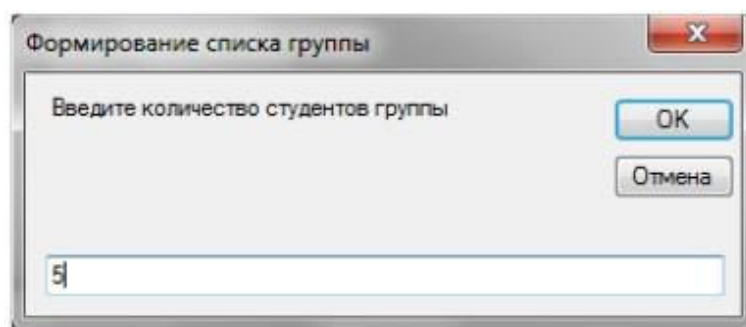 Формирование списка группы
Введите количество студентов группы
OK
Отмена
5